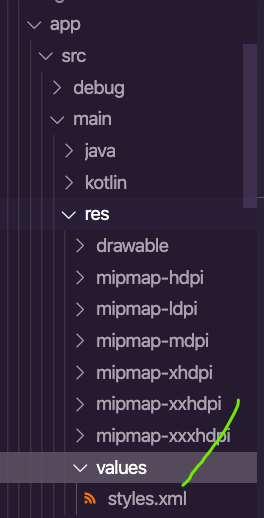 app
src
debug
main
java
kotlin
res
drawable
mipmap-hdpi
mipmap-ldpi
mipmap-mdpi
mipmap-xhdpi
mipmap-xxhdpi
mipmap-xxxhdpi
values
styles.xml